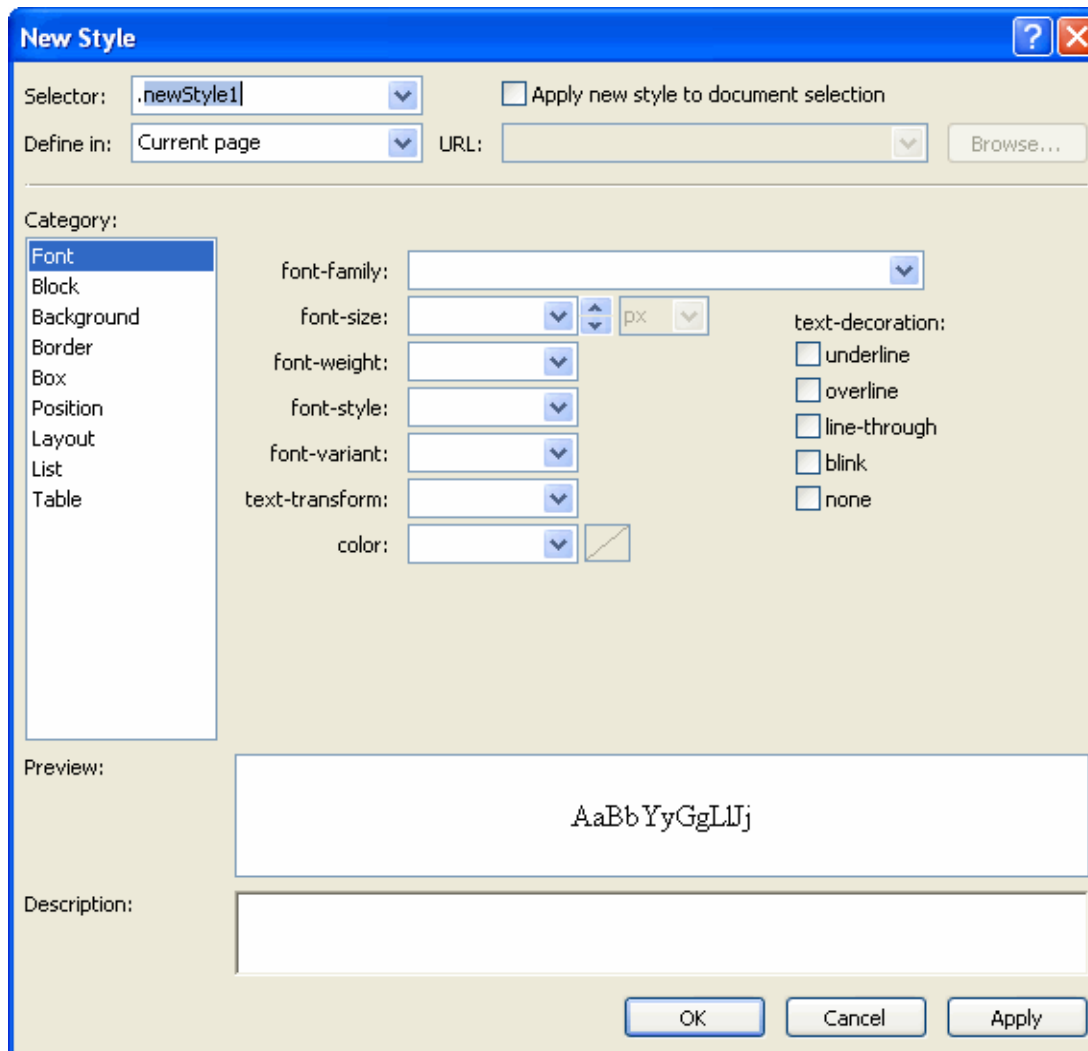 New Style
Selector: .newStyle1 Apply new style to document selection
Define in: Current page URL: Browse...
Category:
Font
Block
Background
Border
Box
Position
Layout
List
Table
font-family:
font-size: px
font-weight:
font-style:
font-variant:
text-transform:
color:
text-decoration:
underline
overline
line-through
blink
none
Preview:
AaBbYyGgLlJj
Description:
OK Cancel Apply